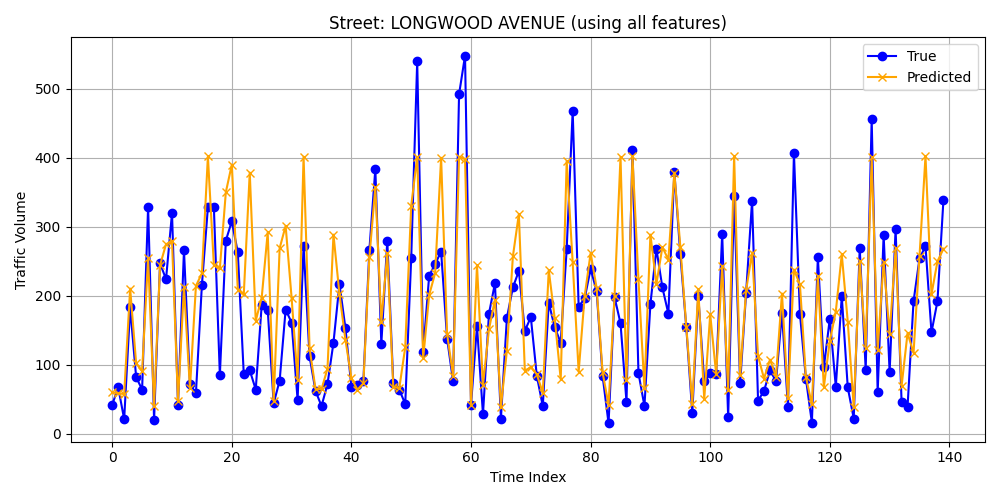 Street: LONGWOOD AVENUE (using all features)
True
Predicted
Traffic Volume
500
400
300
200
100
0
0 20 40 60 80 100 120 140
Time Index